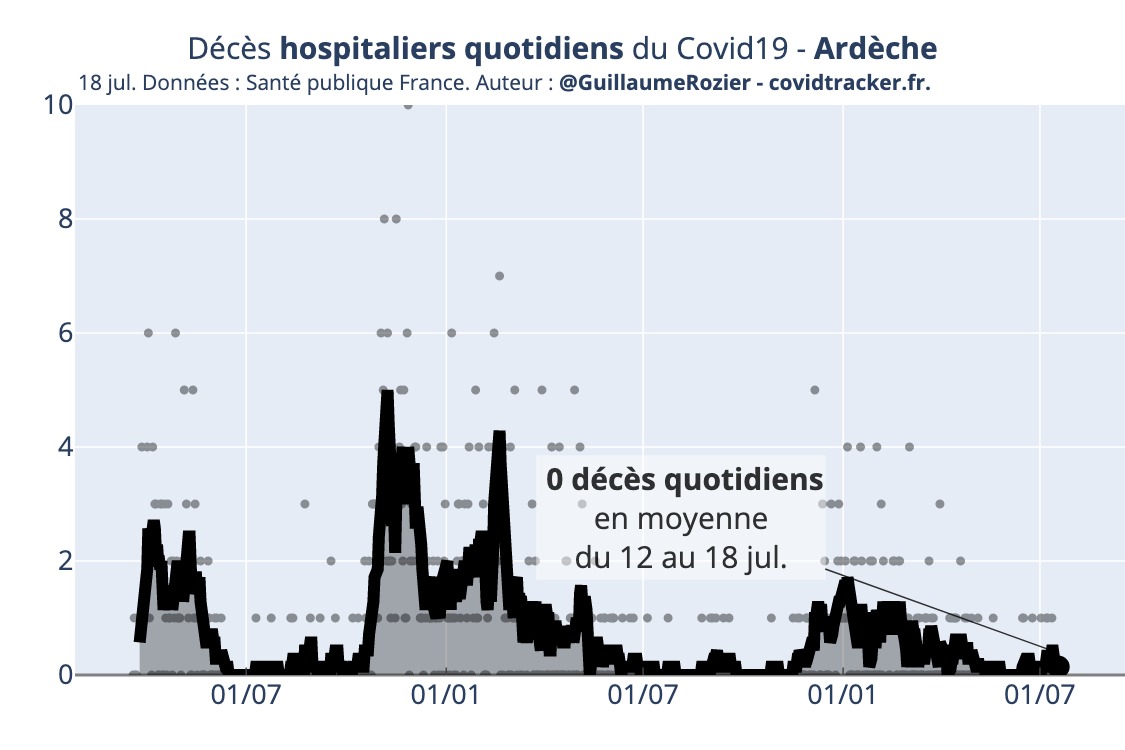 Décès hospitaliers quotidiens du Covid19 - Ardèche
18 jul. Données : Santé publique France. Auteur : @GuillaumeRozier - covidtracker.fr.
10
8
6
4
2
0
0 décès quotidiens
en moyenne
du 12 au 18 jul.
01/07 01/01 01/07 01/01 01/07